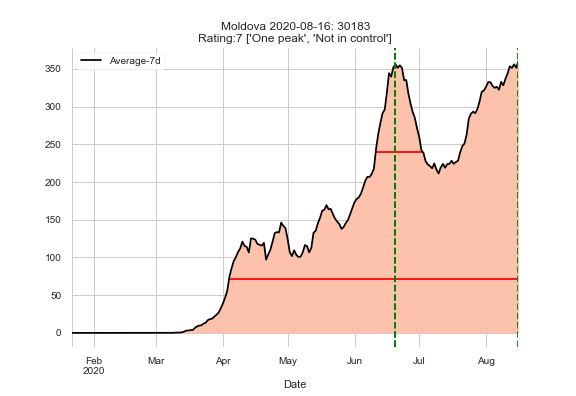 Moldova 2020-08-16: 30183
Rating:7 ['One peak', 'Not in control']
Average-7d
350
300
250
200
150
100
50
0
Feb Mar Apr May Jun Jul Aug
2020
Date